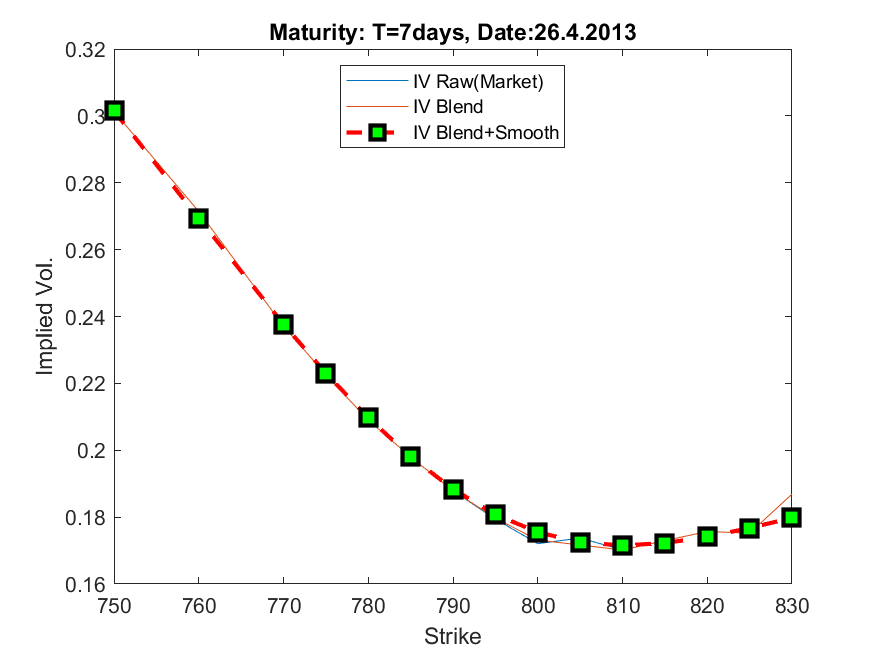 Maturity: T=7days, Date:26.4.2013
0.32
0.3
0.28
0.26
0.24
0.22
0.2
0.18
0.16
Implied Vol.
IV Raw(Market)
IV Blend
IV Blend+Smooth
750 760 770 780 790 800 810 820 830
Strike